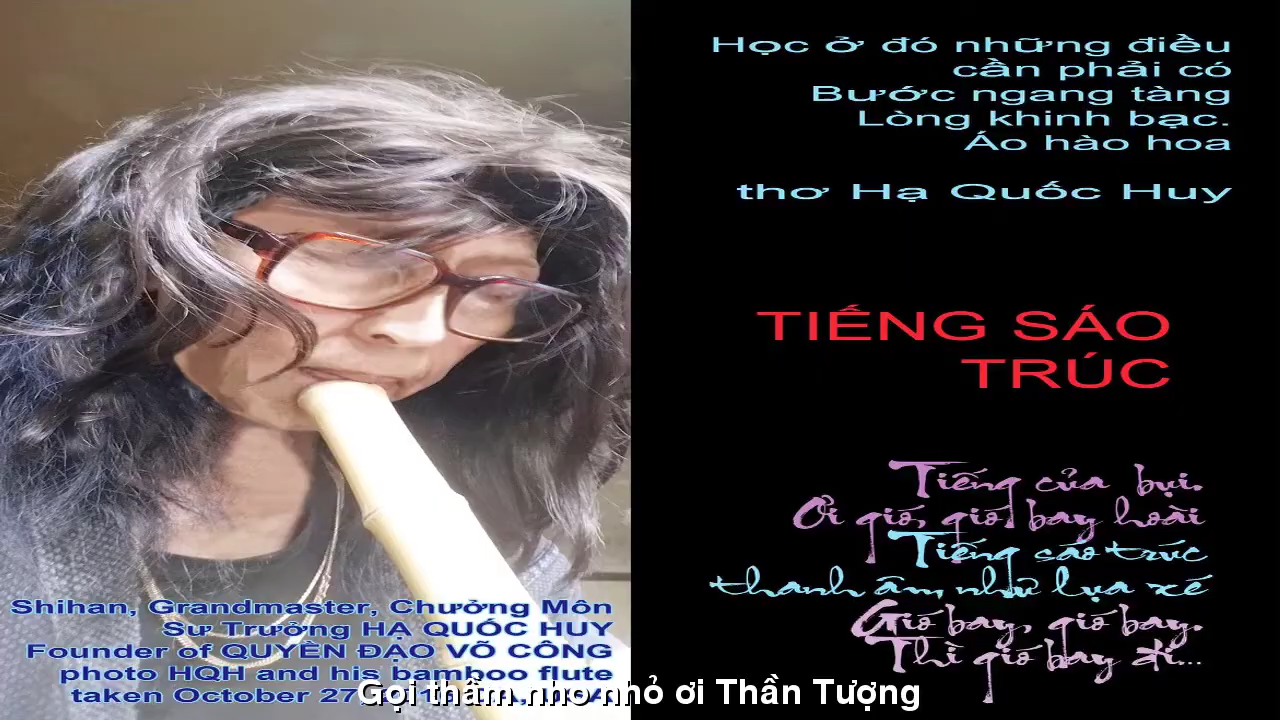 Học ở đó những điều
cần phải có
Bước ngang tàng
Lòng khinh bạc.
Áo hào hoa
thơ Hạ Quốc Huy
TIẾNG SÁO
TRÚC
Tiếng của bụi.
Ơi gió, gió bay hoài
Tiếng sáo trúc
thanh âm như lụa xé
Gió bay, gió bay.
Thì gió bay đi...
Shihan, Grandmaster, Chưởng Môn
Sư Trưởng HẠ QUỐC HUY
Founder of QUYỀN ĐẠO VÕ CÔNG
photo HQH and his bamboo flute
taken October 27
Gọi thầm nho nhỏ ơi Thần Tượng